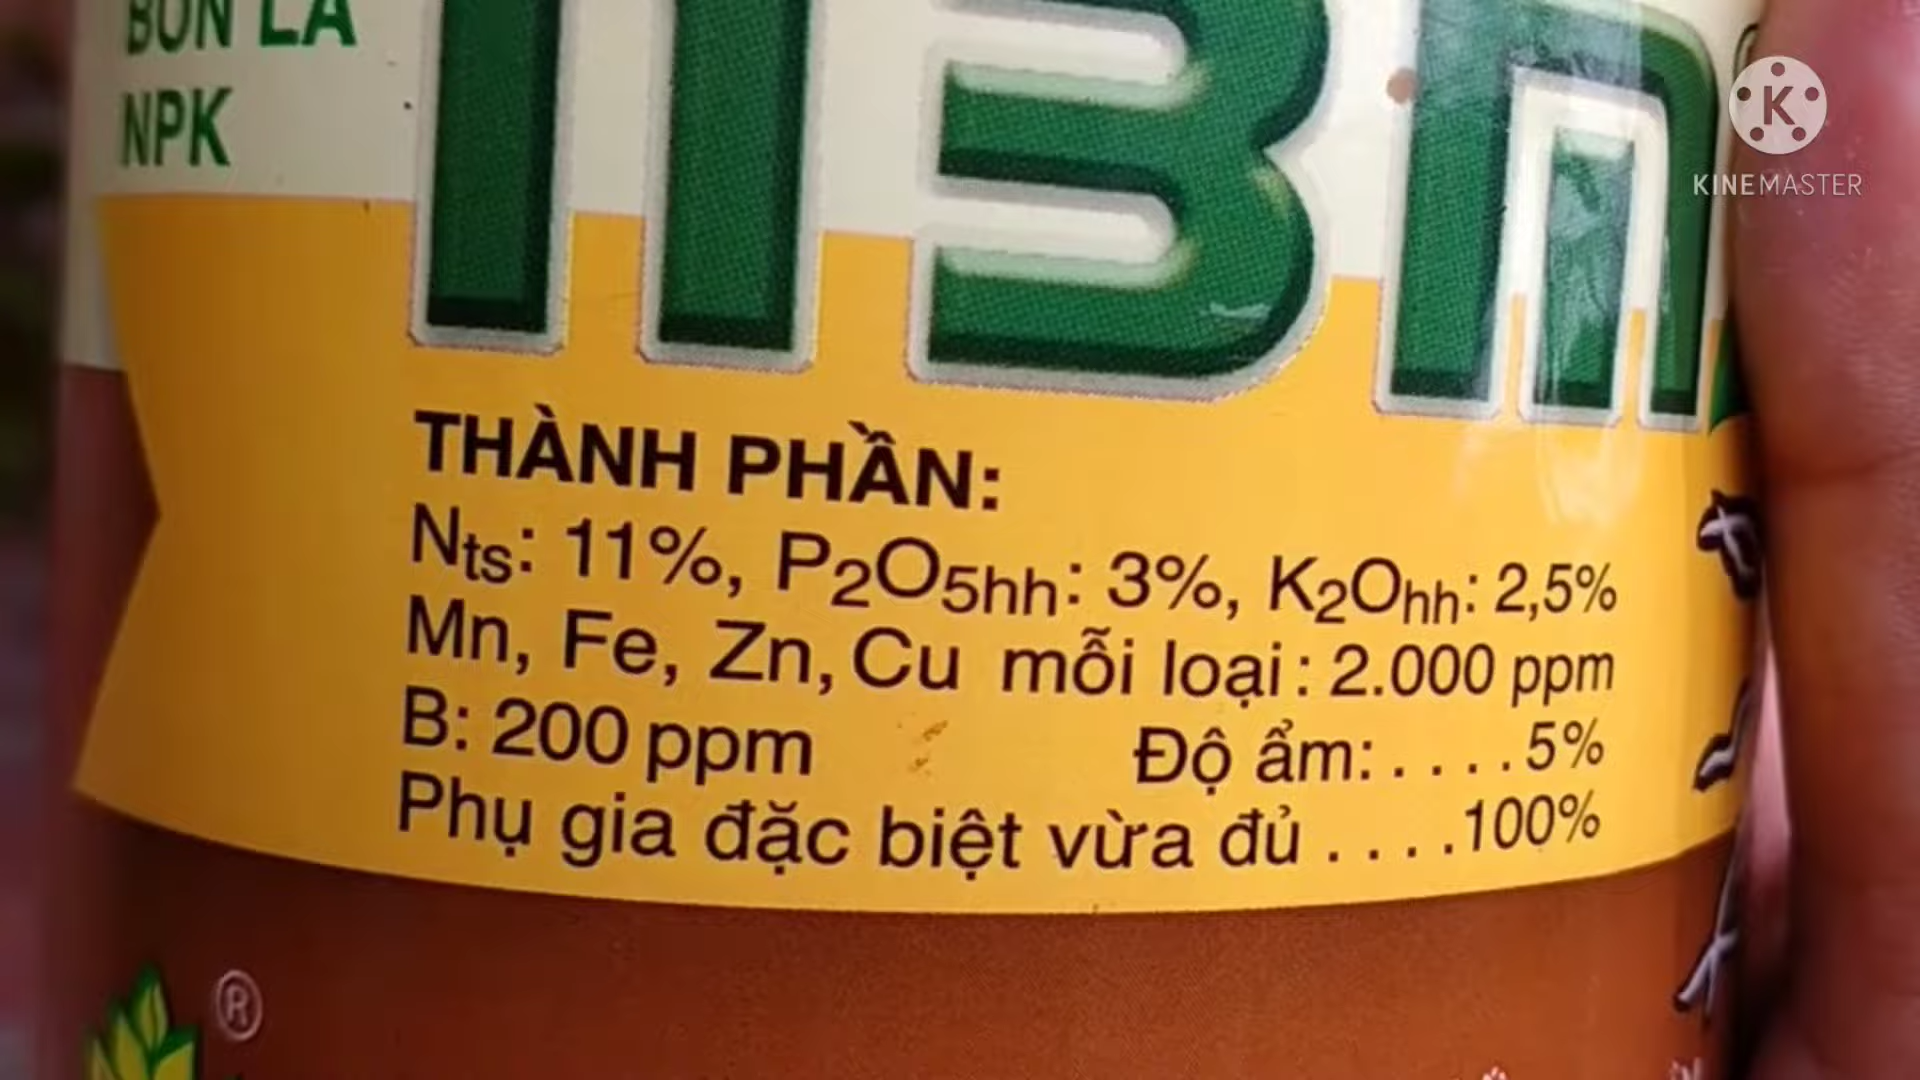 BÓN LÁ
NPK
THÀNH PHẦN:
Nts: 11%, P2O5hh: 3%, K2Ohh: 2,5%
Mn, Fe, Zn, Cu mỗi loại: 2.000 ppm
B: 200 ppm Độ ẩm:....5%
Phụ gia đặc biệt vừa đủ ....100%
®
K
KINEMASTER